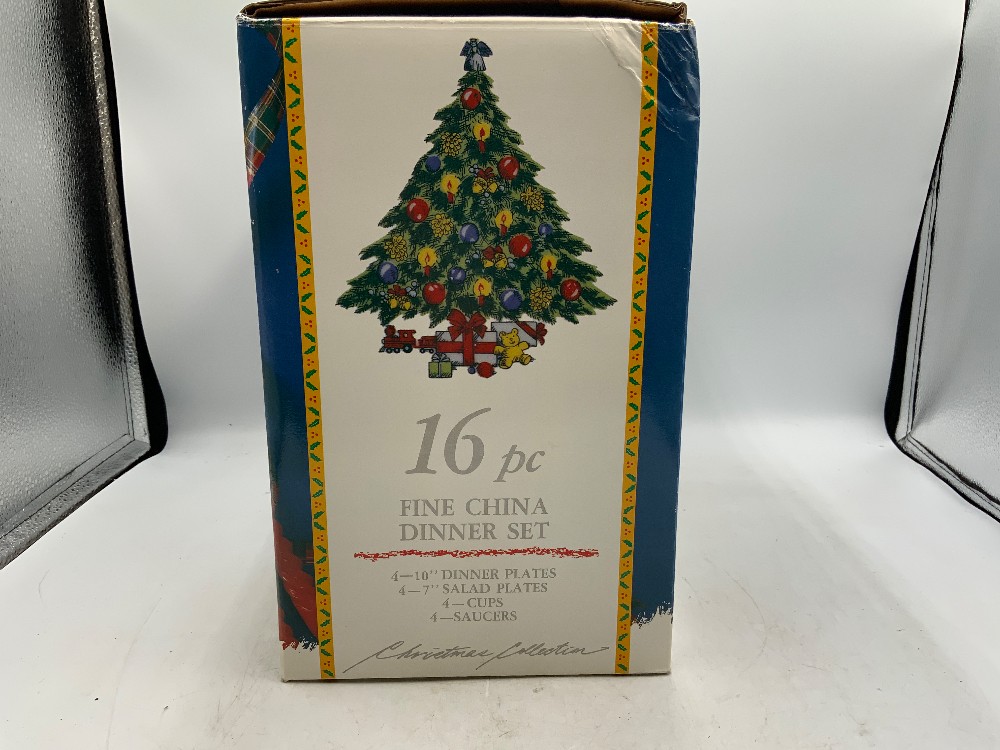 16 pc
FINE CHINA
DINNER SET
4—10'' DINNER PLATES
4—7'' SALAD PLATES
4—CUPS
4—SAUCERS
Christmas Collection